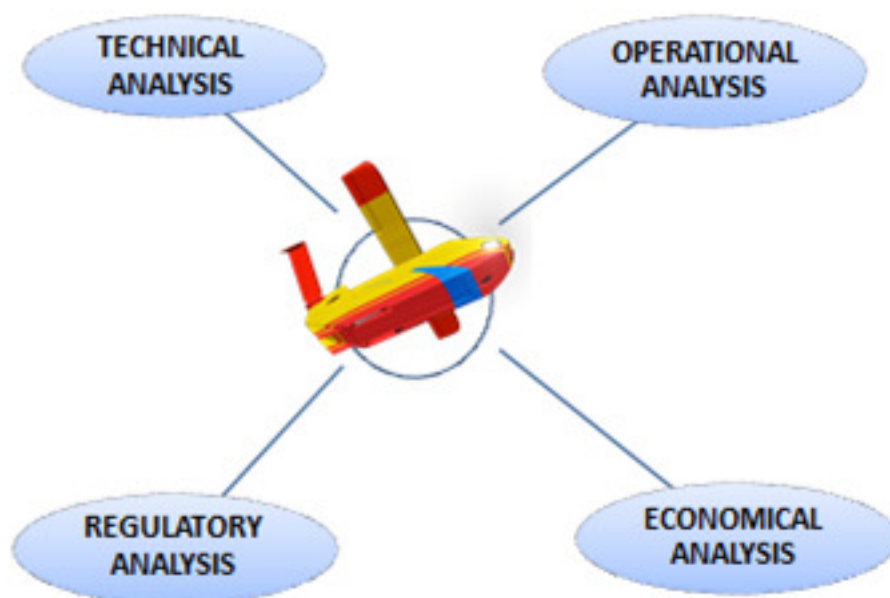 TECHNICAL
ANALYSIS
OPERATIONAL
ANALYSIS
REGULATORY
ANALYSIS
ECONOMICAL
ANALYSIS